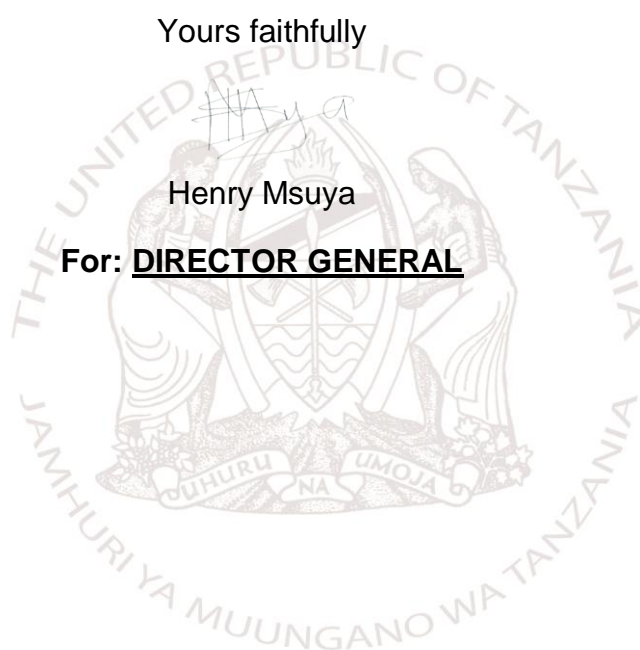 Yours faithfully
THE UNITED REPUBLIC OF TANZANIA
Henry Msuya
For: DIRECTOR GENERAL
UHURU NA UMOJA
JAMHURI YA MUUNGANO WA TANZANIA